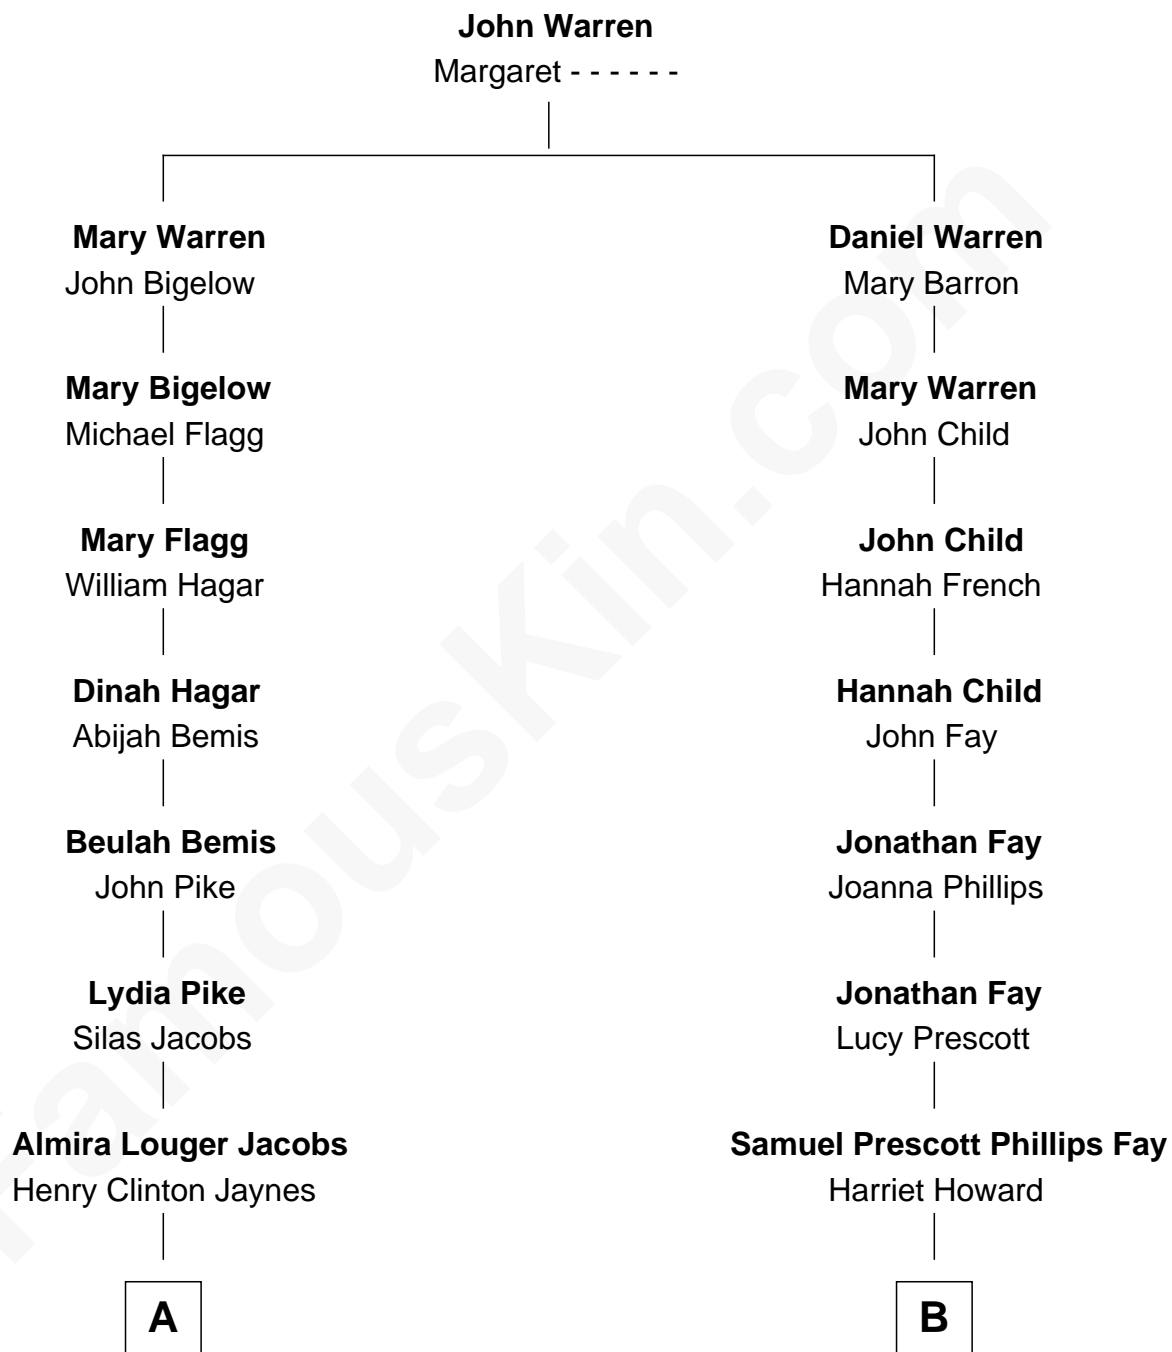 John Warren
Margaret - - - - - -
Mary Warren
John Bigelow
Daniel Warren
Mary Barron
Mary Bigelow
Michael Flagg
Mary Warren
John Child
Mary Flagg
William Hagar
John Child
Hannah French
Dinah Hagar
Abijah Bemis
Hannah Child
John Fay
Beulah Bemis
John Pike
Jonathan Fay
Joanna Phillips
Lydia Pike
Silas Jacobs
Jonathan Fay
Lucy Prescott
Almira Louger Jacobs
Henry Clinton Jaynes
Samuel Prescott Phillips Fay
Harriet Howard
A
B
FamousKin.com